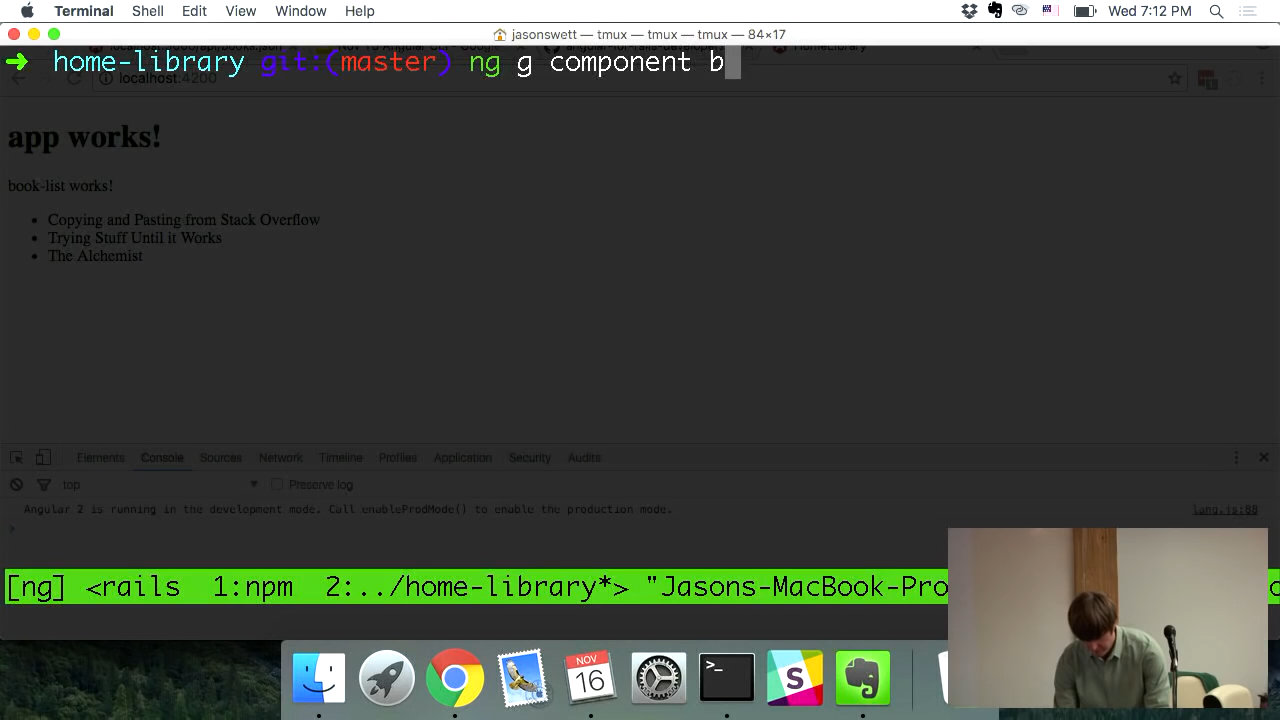 Terminal Shell Edit View Window Help Wed 7:12 PM
jasonswett — tmux — tmux — tmux — 84×17
➜ home-library git:(master) ng g component b
localhost:4200
app works!
book-list works!
• Copying and Pasting from Stack Overflow
• Trying Stuff Until it Works
• The Alchemist
Elements Console Sources Network Timeline Profiles Application Security Audits
top Preserve log
Angular 2 is running in the development mode. Call enableProdMode() to enable the production mode. lang.js:68
[ng] <rails 1:npm 2:../home-library*> "Jasons-MacBook-Pro
NOV
16